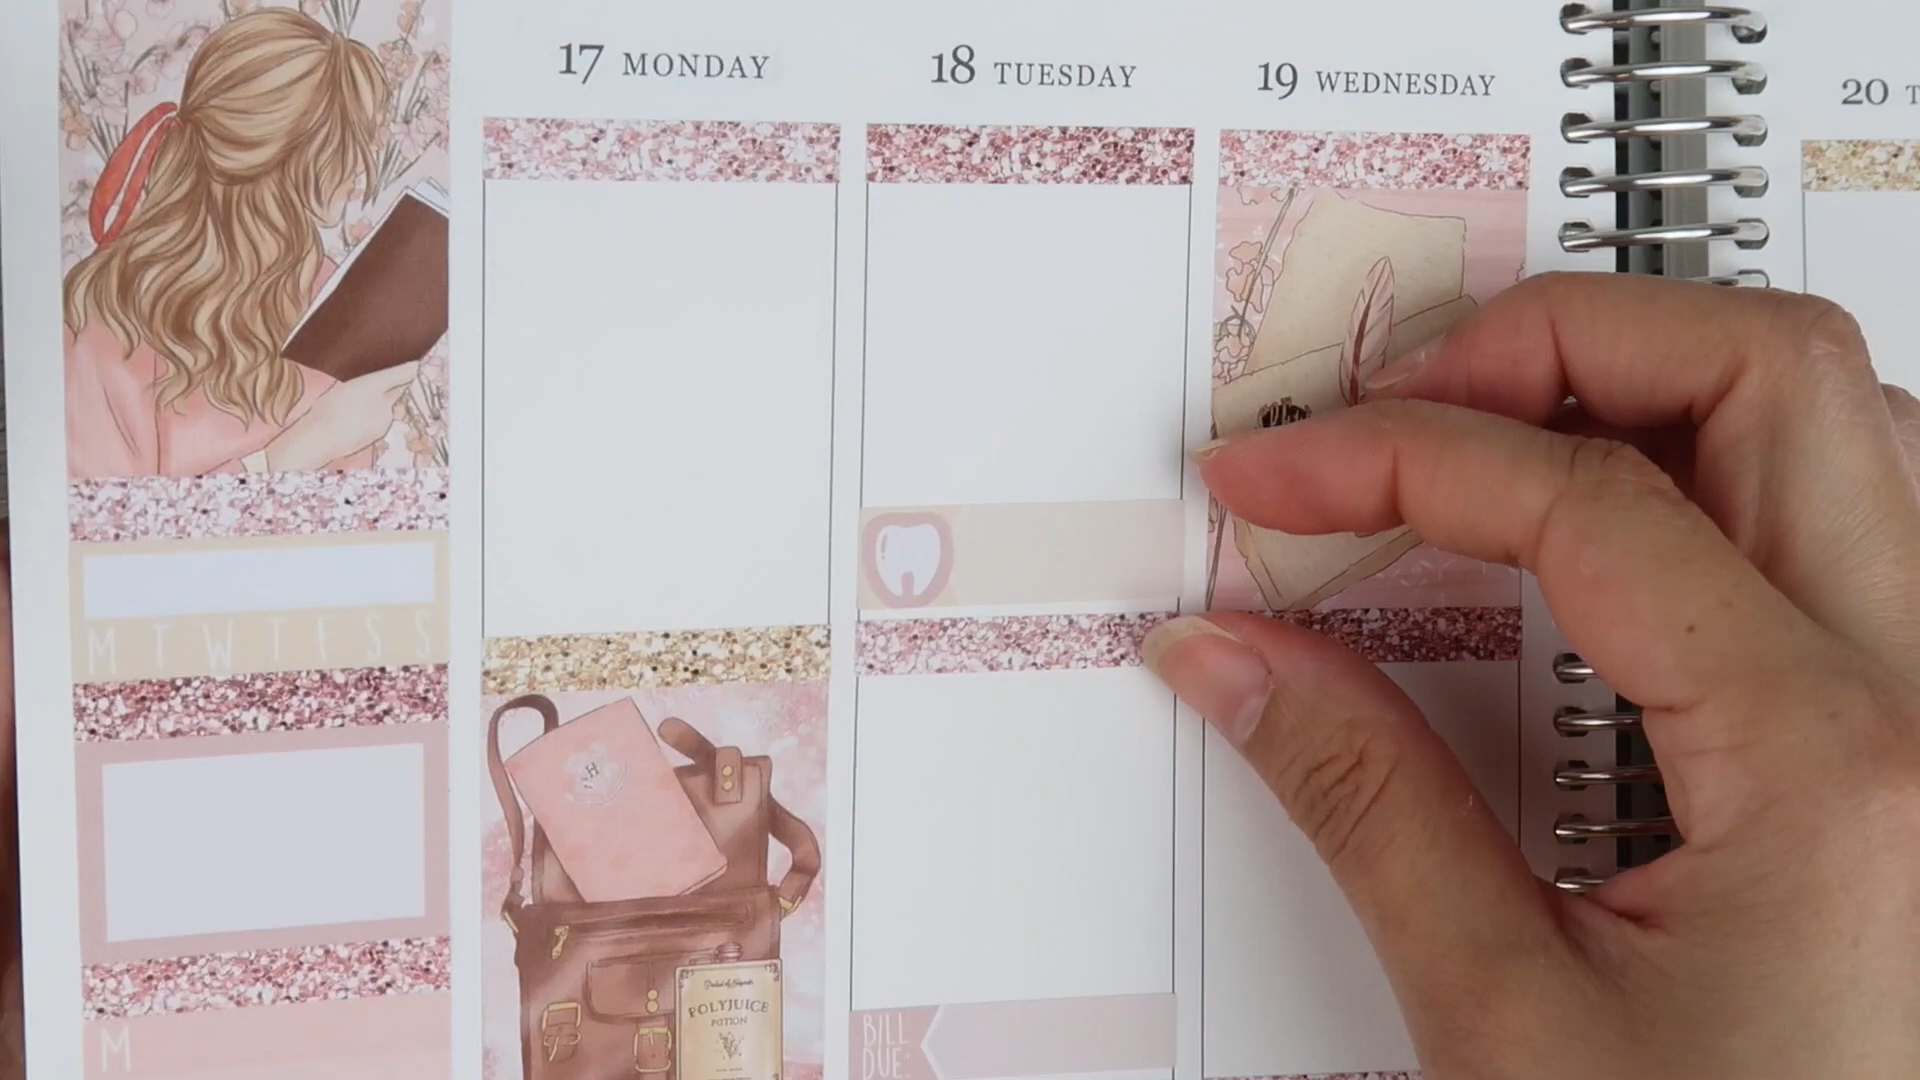 17 MONDAY
18 TUESDAY
19 WEDNESDAY
20 T
M T W T F S S
H
POLYJUICE
POTION
M
BILL
DUE: